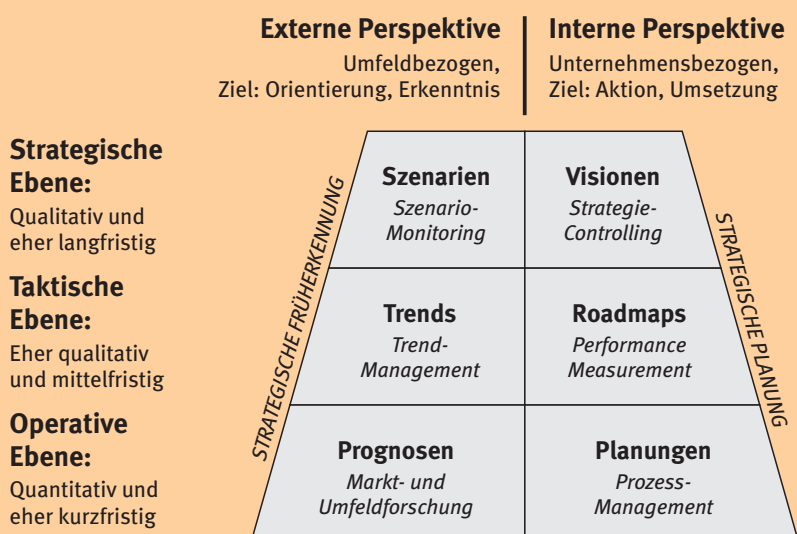 Externe Perspektive
Umfeldbezogen,
Ziel: Orientierung, Erkenntnis
Interne Perspektive
Unternehmensbezogen,
Ziel: Aktion, Umsetzung
Strategische
Ebene:
Qualitativ und
eher langfristig
STRATEGISCHE FRÜHERKENNUNG
Szenarien
Szenario-
Monitoring
Visionen
Strategie-
Controlling
STRATEGISCHE PLANUNG
Taktische
Ebene:
Eher qualitativ
und mittelfristig
Trends
Trend-
Management
Roadmaps
Performance
Measurement
Operative
Ebene:
Quantitativ und
eher kurzfristig
Prognosen
Markt- und
Umfeldforschung
Planungen
Prozess-
Management